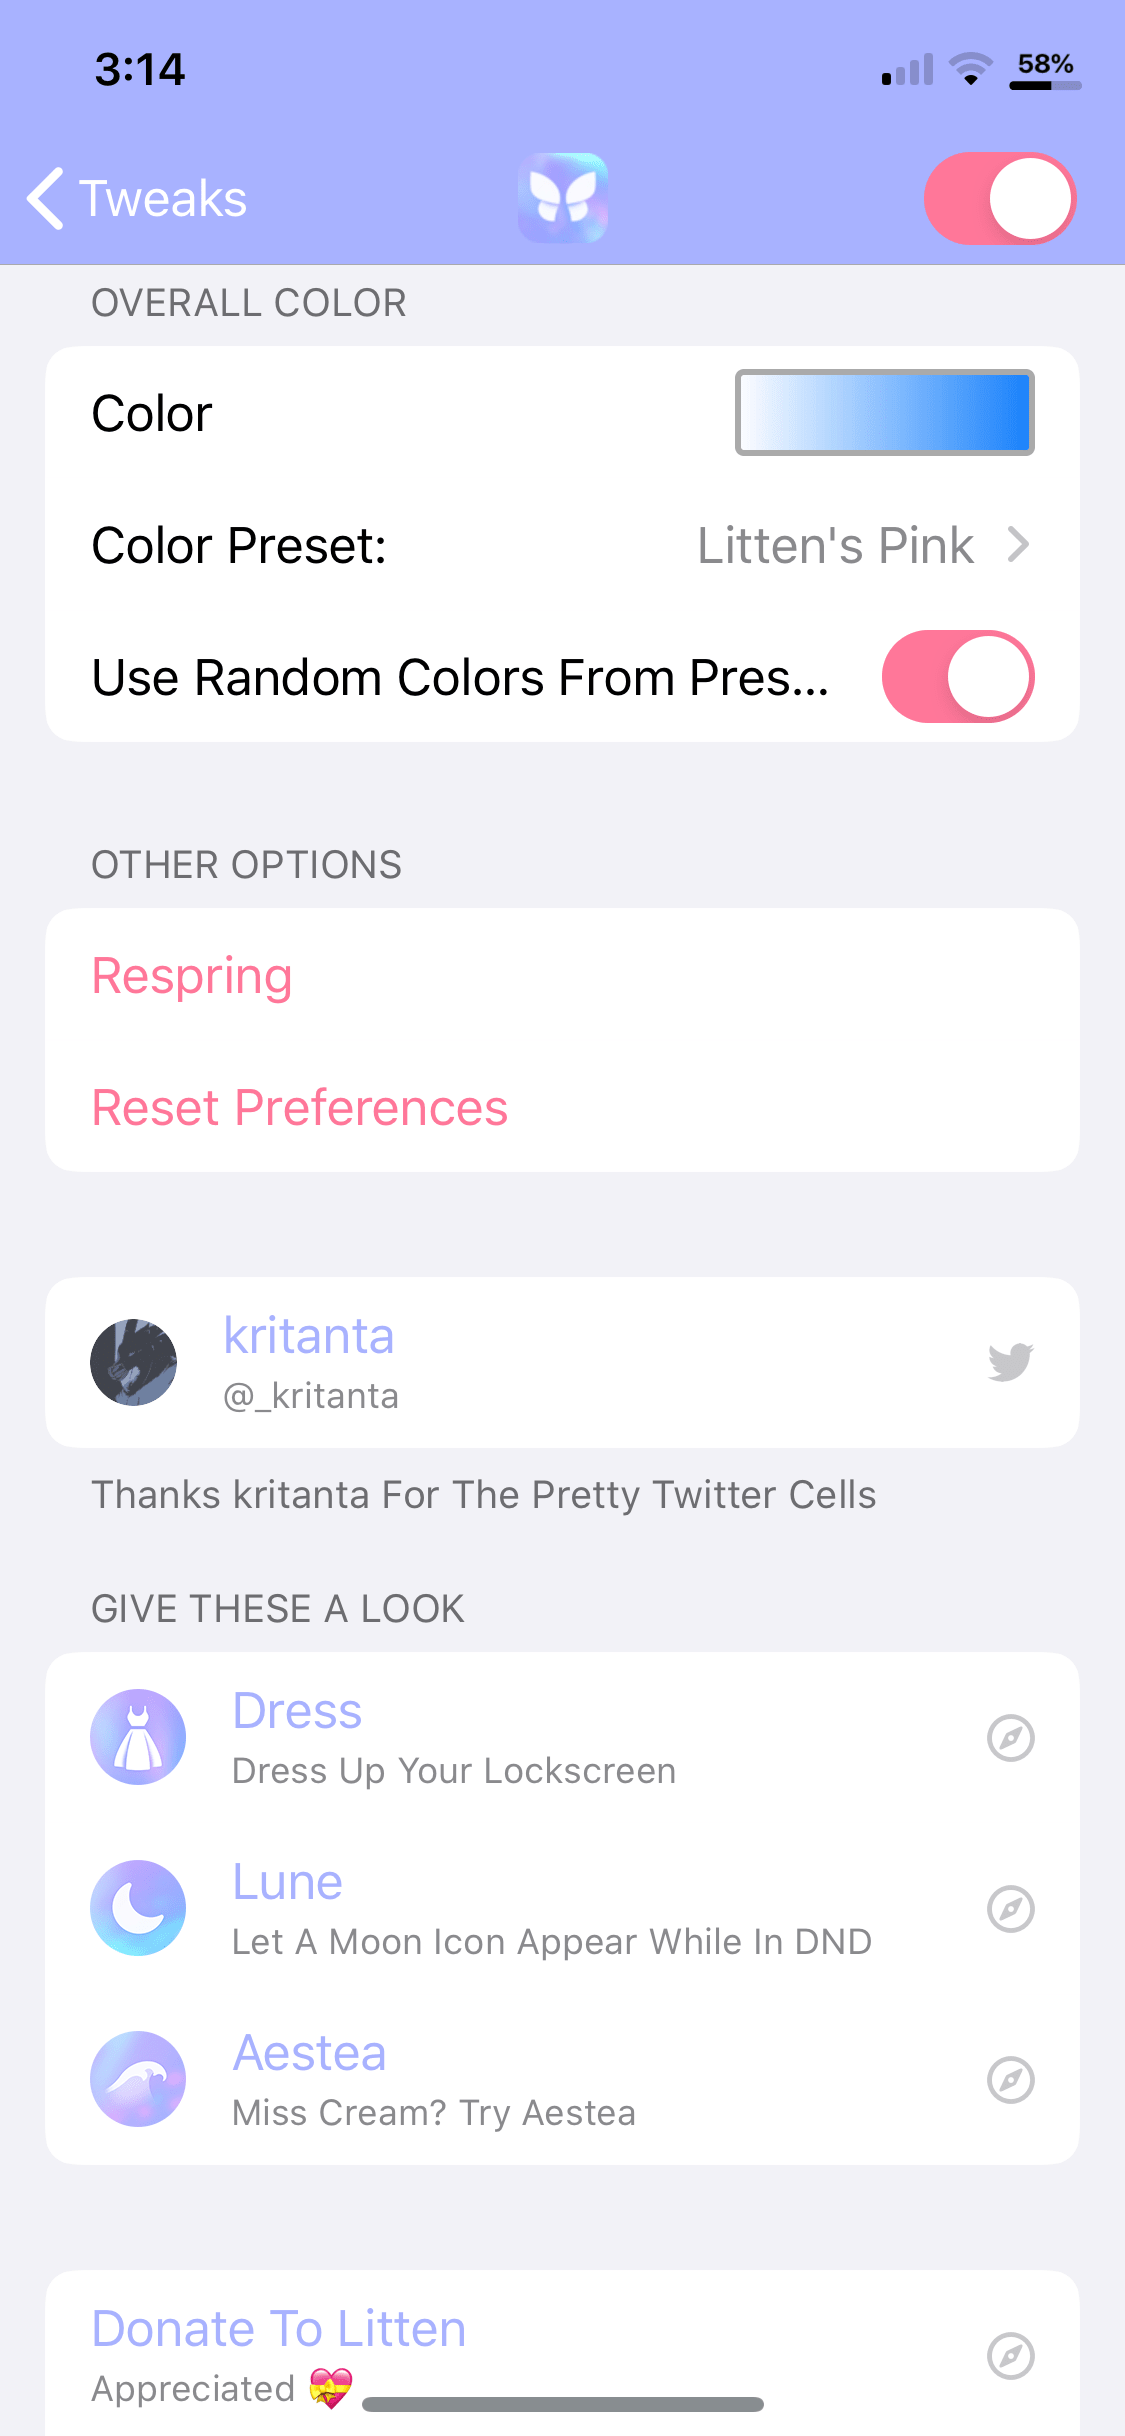 3:14
58%
Tweaks
OVERALL COLOR
Color
Color Preset: Litten's Pink
Use Random Colors From Pres...
OTHER OPTIONS
Respring
Reset Preferences
kritanta
@_kritanta
Thanks kritanta For The Pretty Twitter Cells
GIVE THESE A LOOK
Dress
Dress Up Your Lockscreen
Lune
Let A Moon Icon Appear While In DND
Aestea
Miss Cream? Try Aestea
Donate To Litten
Appreciated 💝